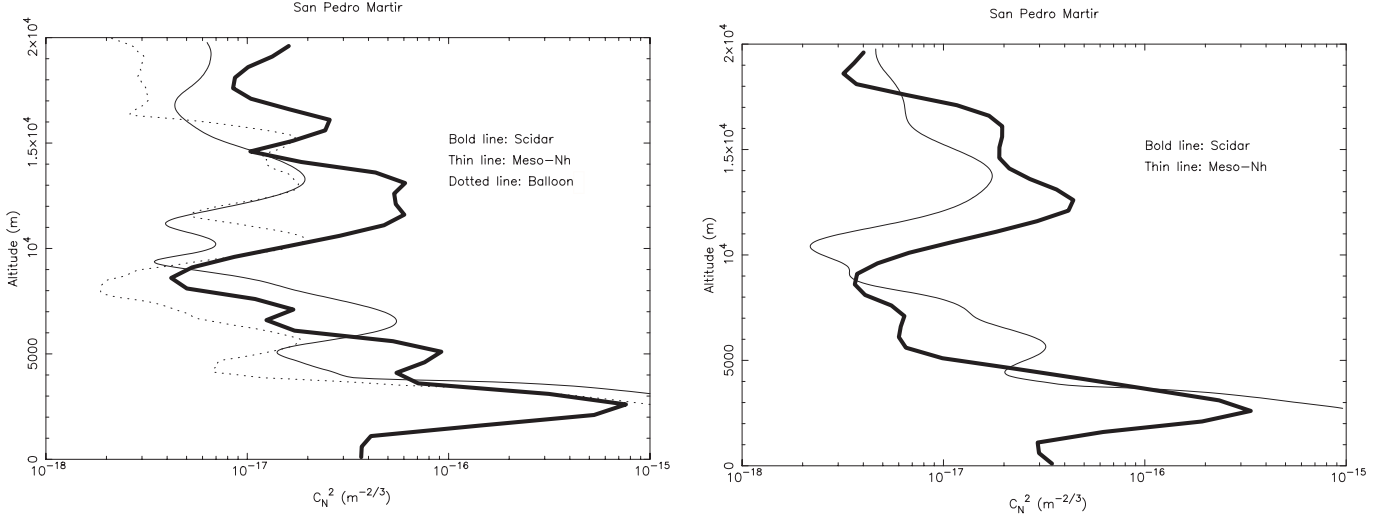 San Pedro Martir
2×10⁴
1.5×10⁴
10⁴
5000
0
Altitude (m)
Bold line: Scidar
Thin line: Meso−Nh
Dotted line: Balloon
10⁻¹⁸
10⁻¹⁷
10⁻¹⁶
10⁻¹⁵
C_N² (m⁻²/³)
San Pedro Martir
2×10⁴
1.5×10⁴
10⁴
5000
0
Altitude (m)
Bold line: Scidar
Thin line: Meso−Nh
10⁻¹⁸
10⁻¹⁷
10⁻¹⁶
10⁻¹⁵
C_N² (m⁻²/³)